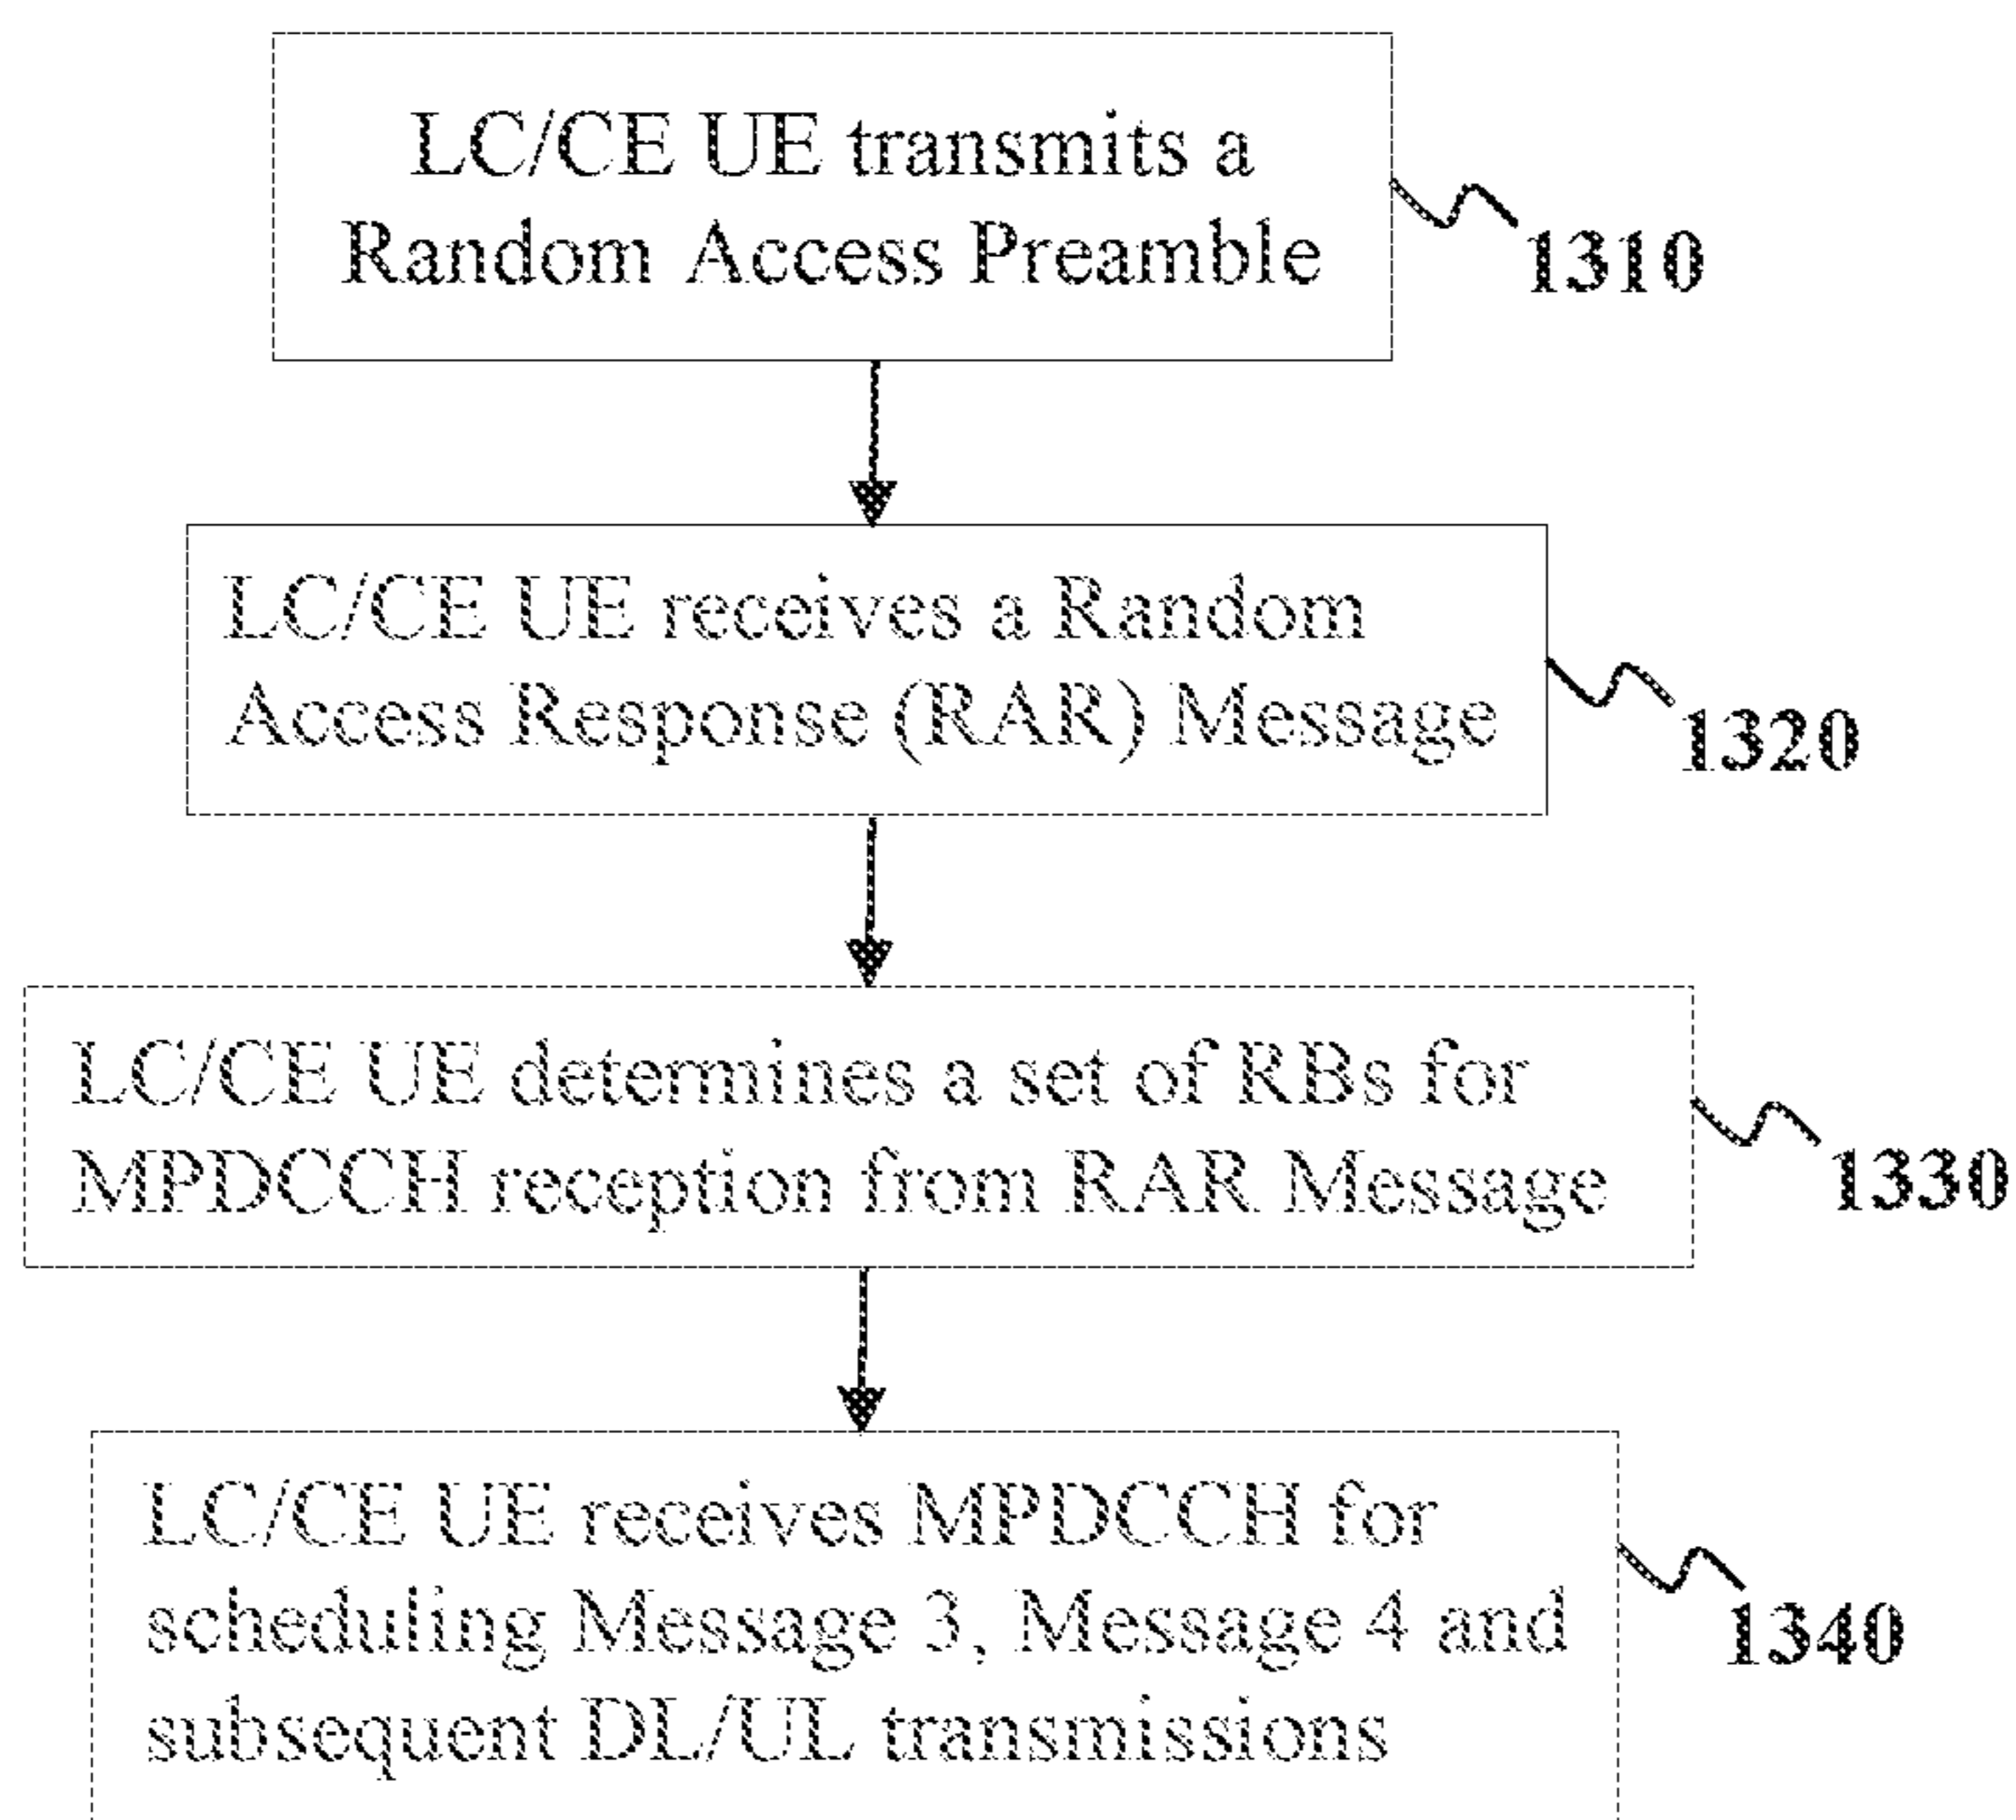 LC/CE UE transmits a
Random Access Preamble
1310
LC/CE UE receives a Random
Access Response (RAR) Message
1320
LC/CE UE determines a set of RBs for
MPDCCH reception from RAR Message
1330
LC/CE UE receives MPDCCH for
scheduling Message 3, Message 4 and
subsequent DL/UL transmissions
1340